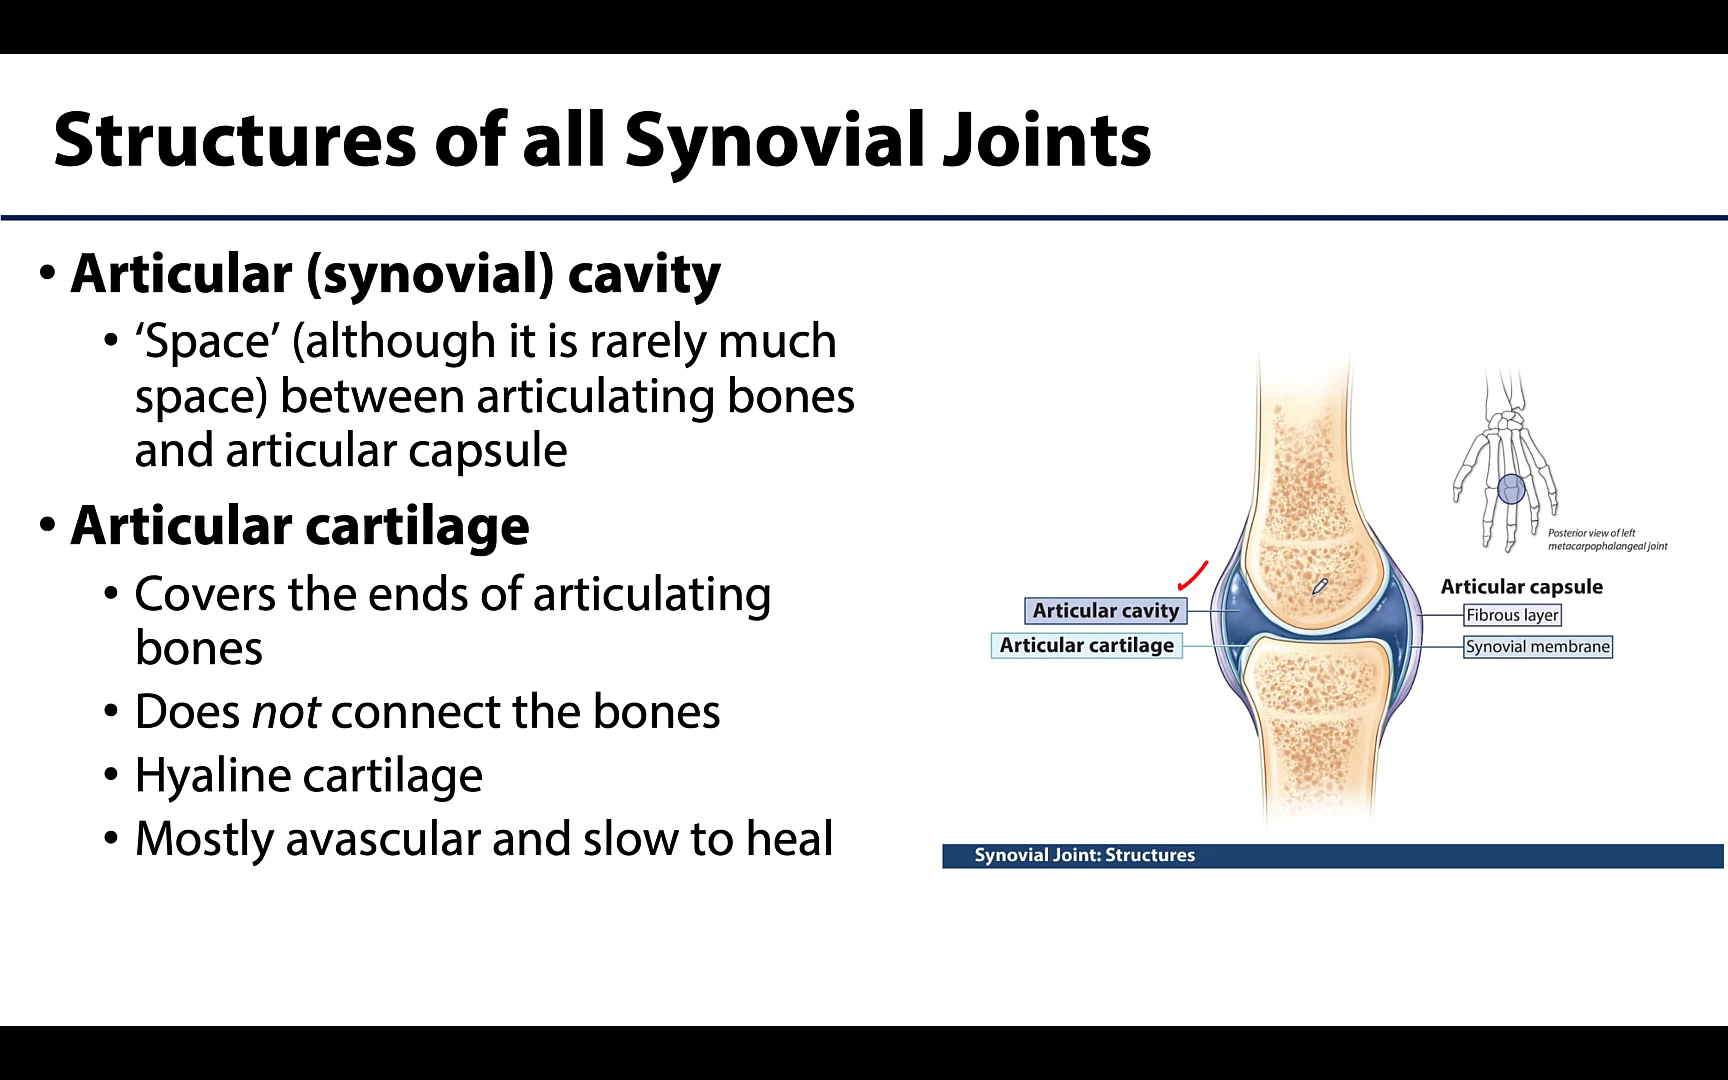 Structures of all Synovial Joints
• Articular (synovial) cavity
• ‘Space’ (although it is rarely much
space) between articulating bones
and articular capsule
• Articular cartilage
• Covers the ends of articulating
bones
• Does not connect the bones
• Hyaline cartilage
• Mostly avascular and slow to heal
Posterior view of left
metacarpophalangeal joint
Articular cavity
Articular cartilage
Articular capsule
Fibrous layer
Synovial membrane
Synovial Joint: Structures